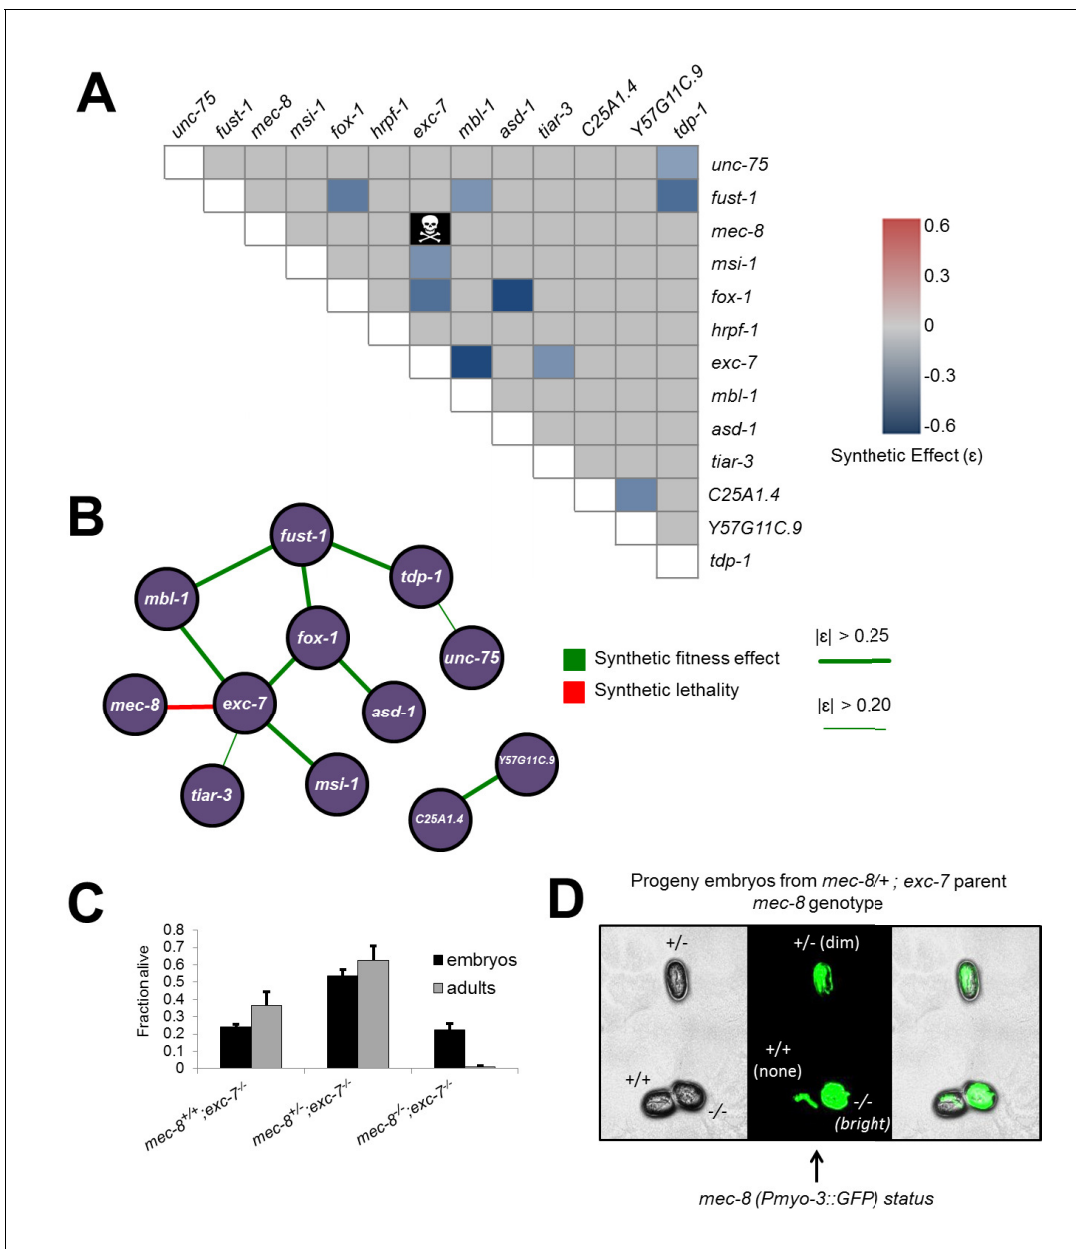 A
unc-75
fust-1
mec-8
msi-1
fox-1
hrpf-1
exc-7
mbl-1
asd-1
tiar-3
C25A1.4
Y57G11C.9
tdp-1
unc-75
fust-1
mec-8
msi-1
fox-1
hrpf-1
exc-7
mbl-1
asd-1
tiar-3
C25A1.4
Y57G11C.9
tdp-1
0.6
0.3
0
-0.3
-0.6
Synthetic Effect (ε)
B
fust-1
mbl-1
tdp-1
fox-1
unc-75
mec-8
exc-7
asd-1
tiar-3
msi-1
Y57G11C.9
C25A1.4
Synthetic fitness effect
Synthetic lethality
|ε| > 0.25
|ε| > 0.20
C
Fraction alive
0.8
0.7
0.6
0.5
0.4
0.3
0.2
0.1
0
embryos
adults
mec-8+/+;exc-7-/-
mec-8+/-;exc-7-/-
mec-8-/-;exc-7-/-
D
Progeny embryos from mec-8/+ ; exc-7 parent
mec-8 genotype
+/-
+/- (dim)
+/+
-/-
+/+
(none)
-/-
(bright)
mec-8 (Pmyo-3::GFP) status